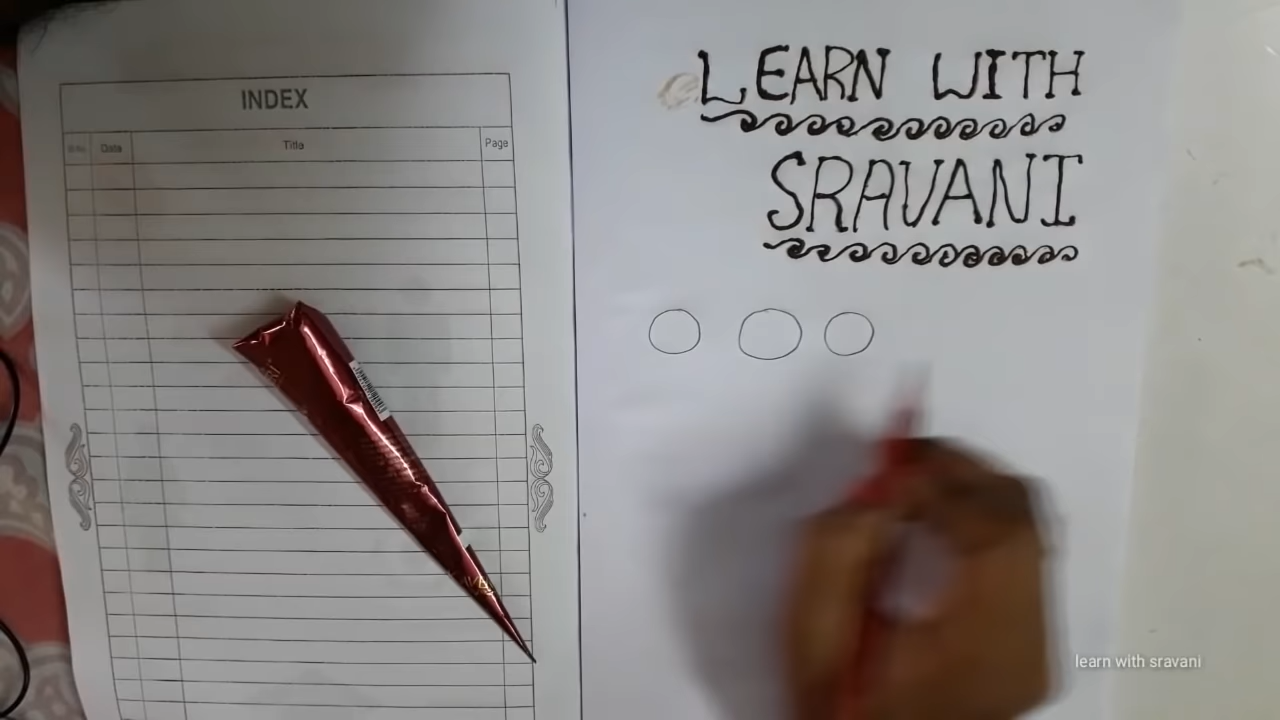 INDEX
Date Title Page
LEARN WITH
SRAVANI
learn with sravani